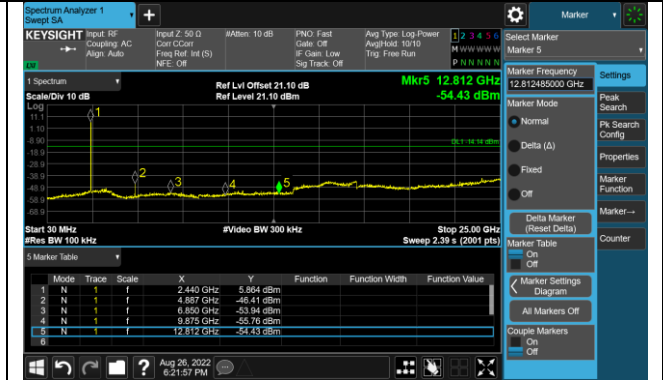 Spectrum Analyzer 1
Swept SA
+
Marker
KEYSIGHT
Input: RF
Coupling: AC
Align: Auto
Input Z: 50 Ω
Corr CCorr
Freq Ref: Int (S)
NFE: Off
#Atten: 10 dB
PNO: Fast
Gate: Off
IF Gain: Low
Sig Track: Off
Avg Type: Log-Power
Avg|Hold: 10/10
Trig: Free Run
1 2 3 4 5 6
M W W W W W
P N N N N N
Select Marker
Marker 5
1 Spectrum
Scale/Div 10 dB
Ref Lvl Offset 21.10 dB
Ref Level 21.10 dBm
Mkr5 12.812 GHz
-54.43 dBm
Log
11.1
1.10
-8.90
-18.9
-28.9
-38.9
-48.9
-58.9
-68.9
DL1 -14.14 dBm
1
2
3
4
5
Start 30 MHz
#Res BW 100 kHz
#Video BW 300 kHz
Stop 25.00 GHz
Sweep 2.39 s (2001 pts)
5 Marker Table
Mode Trace Scale X Y Function Function Width Function Value
1 N 1 f 2.440 GHz 5.864 dBm
2 N 1 f 4.887 GHz -46.41 dBm
3 N 1 f 6.850 GHz -53.94 dBm
4 N 1 f 9.875 GHz -55.76 dBm
5 N 1 f 12.812 GHz -54.43 dBm
6
Marker Frequency
12.812485000 GHz
Marker Mode
Normal
Delta (Δ)
Fixed
Off
Delta Marker
(Reset Delta)
Marker Table
On
Off
Marker Settings
Diagram
All Markers Off
Couple Markers
On
Off
Settings
Peak
Search
Pk Search
Config
Properties
Marker
Function
Marker→
Counter
?
Aug 26, 2022
6:21:57 PM